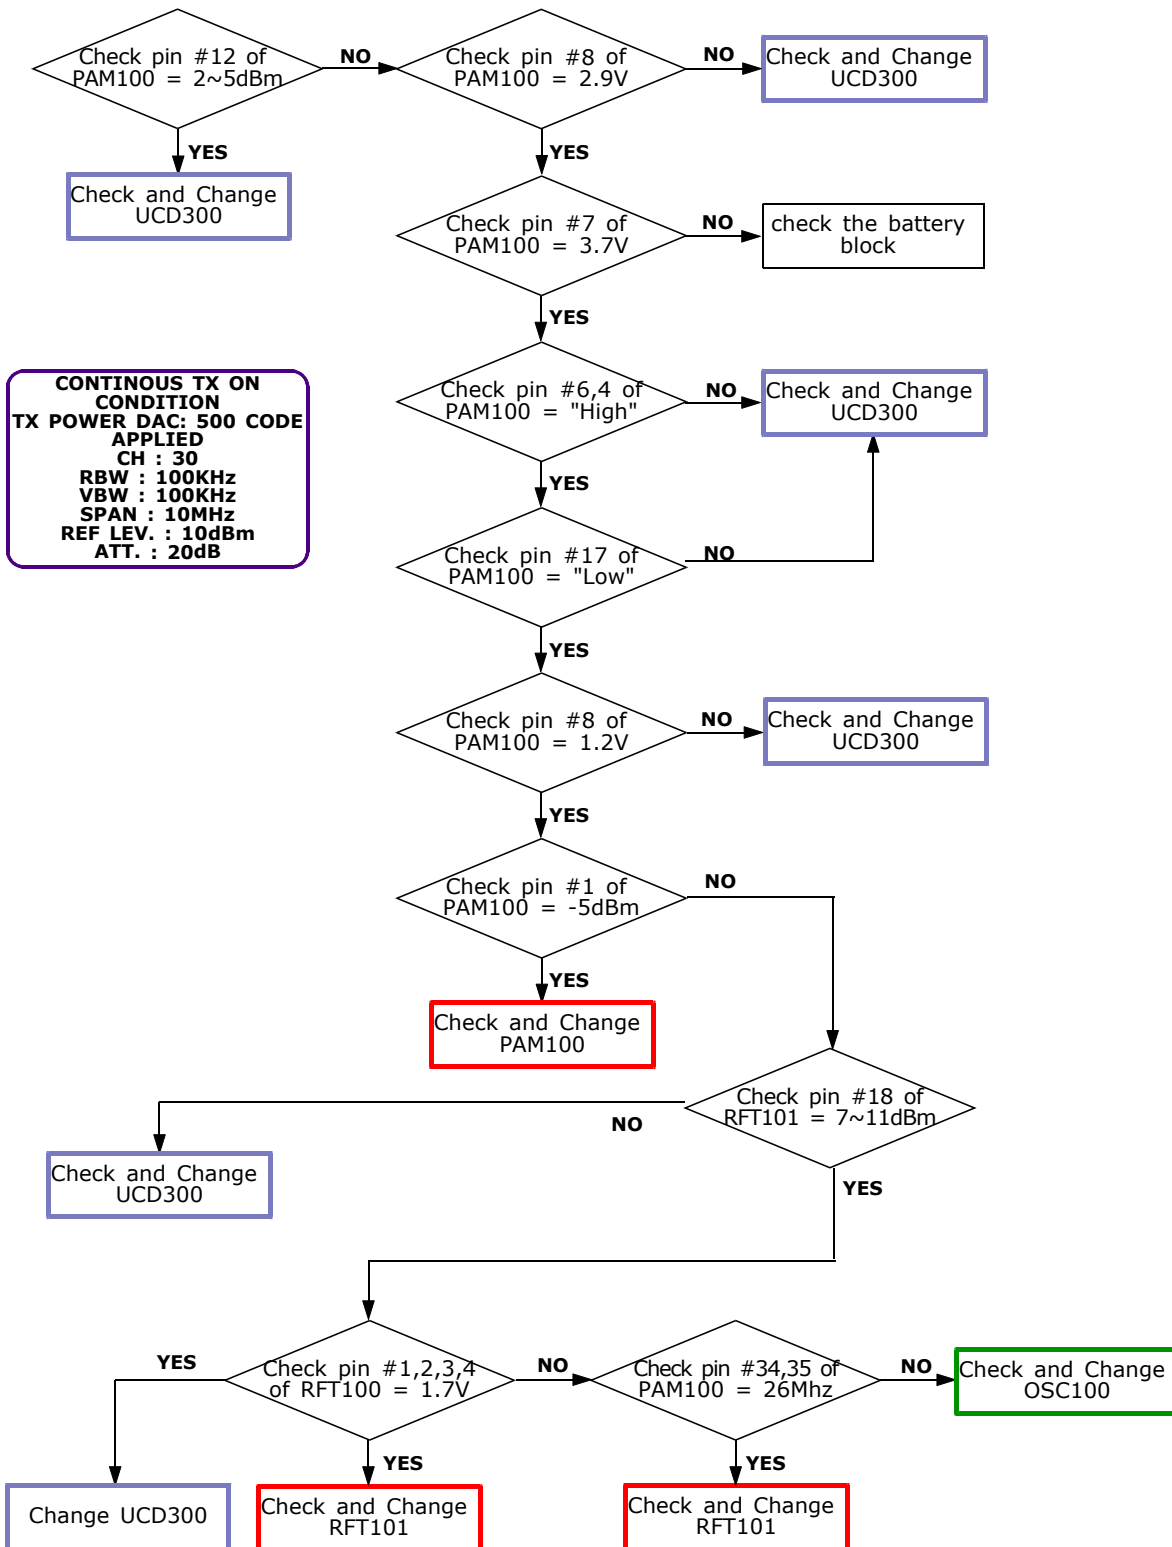 Check pin #12 of
PAM100 = 2~5dBm
NO
Check pin #8 of
PAM100 = 2.9V
NO
Check and Change
UCD300
YES
Check and Change
UCD300
YES
Check pin #7 of
PAM100 = 3.7V
NO
check the battery
block
YES
CONTINOUS TX ON
CONDITION
TX POWER DAC: 500 CODE
APPLIED
CH : 30
RBW : 100KHz
VBW : 100KHz
SPAN : 10MHz
REF LEV. : 10dBm
ATT. : 20dB
Check pin #6,4 of
PAM100 = "High"
NO
Check and Change
UCD300
YES
Check pin #17 of
PAM100 = "Low"
NO
YES
Check pin #8 of
PAM100 = 1.2V
NO
Check and Change
UCD300
YES
Check pin #1 of
PAM100 = -5dBm
NO
YES
Check and Change
PAM100
Check pin #18 of
RFT101 = 7~11dBm
NO
Check and Change
UCD300
YES
YES
Check pin #1,2,3,4
of RFT100 = 1.7V
NO
Check pin #34,35 of
PAM100 = 26Mhz
NO
Check and Change
OSC100
YES
YES
Change UCD300
Check and Change
RFT101
Check and Change
RFT101